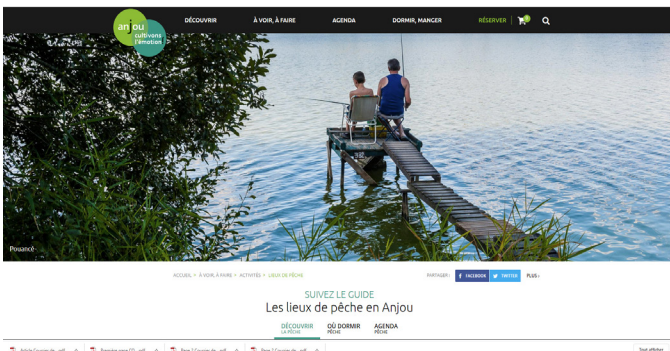 anjou
cultivons
l'émotion
DÉCOUVRIR
À VOIR, À FAIRE
AGENDA
DORMIR, MANGER
RÉSERVER
Pouancé
ACCUEIL > À VOIR, À FAIRE > ACTIVITÉS > LIEUX DE PÊCHE
PARTAGER :
FACEBOOK
TWITTER
PLUS
SUIVEZ LE GUIDE
Les lieux de pêche en Anjou
DÉCOUVRIR
LA PÊCHE
OÙ DORMIR
PÊCHE
AGENDA
PÊCHE
Tout afficher